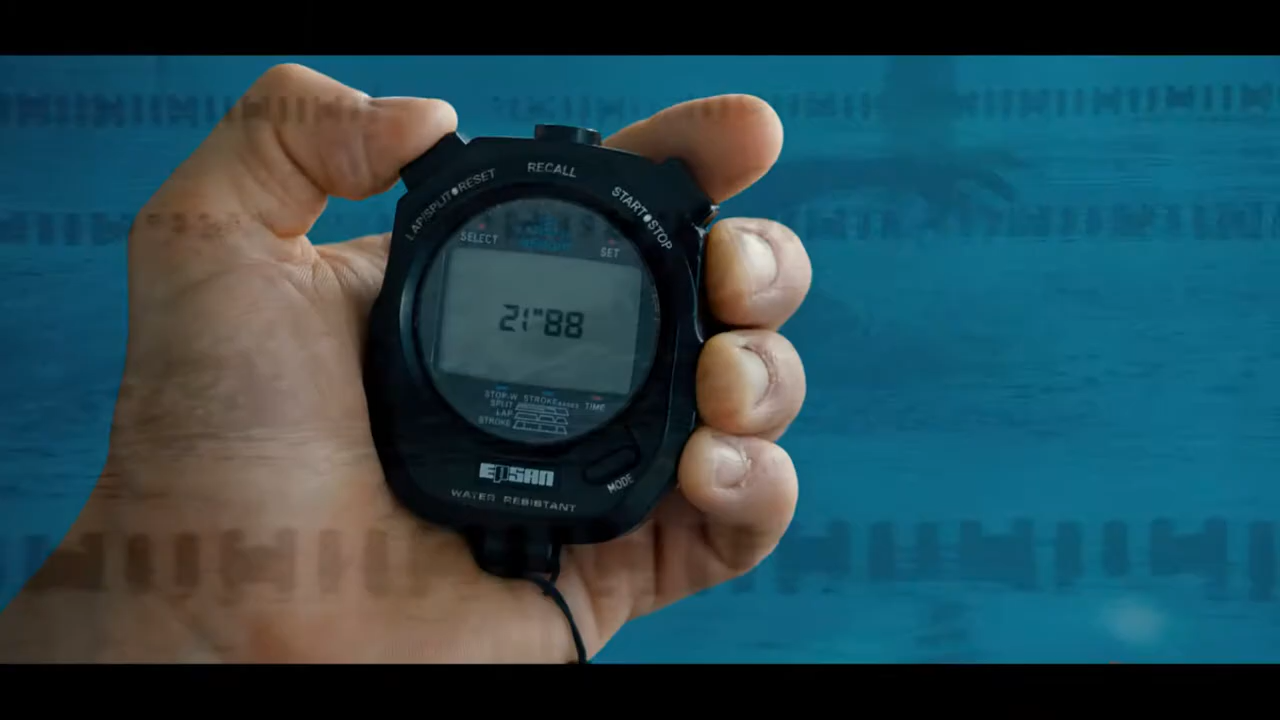 RECALL
LAP/SPLIT●RESET
START●STOP
SELECT
SET
21"88
STOP-W STROKE TIME
SPLIT
LAP
STROKE
EPSAN
MODE
WATER RESISTANT